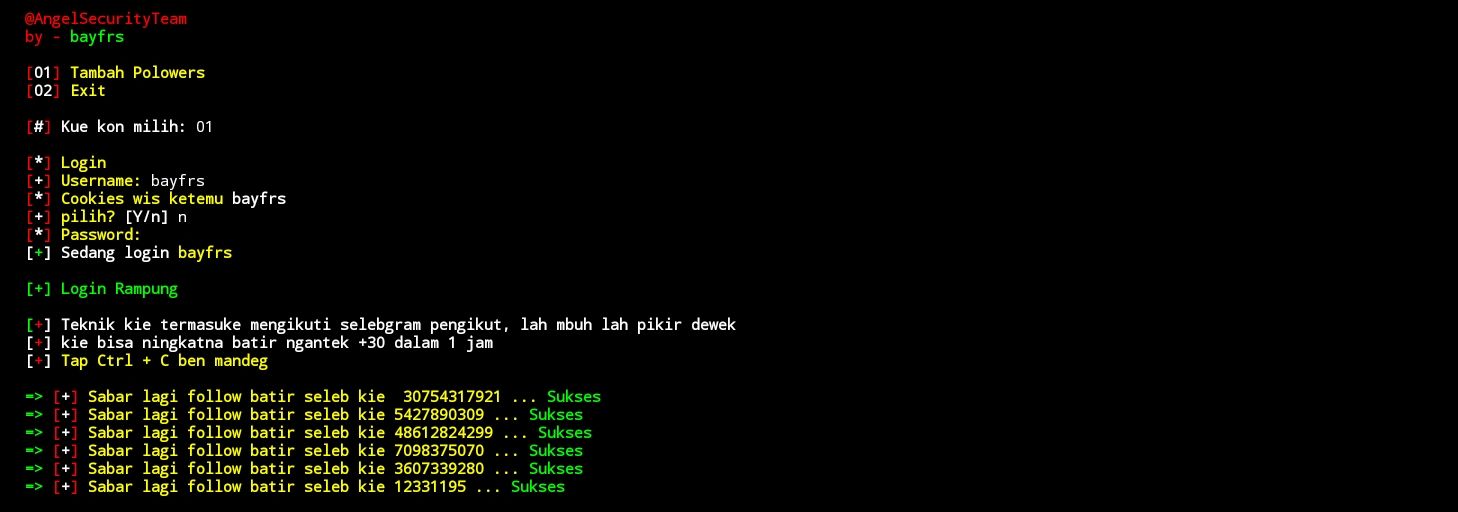 @AngelSecurityTeam
by - bayfrs
[01] Tambah Polowers
[02] Exit
[#] Kue kon milih: 01
[*] Login
[+] Username: bayfrs
[*] Cookies wis ketemu bayfrs
[+] pilih? [Y/n] n
[*] Password:
[+] Sedang login bayfrs
[+] Login Rampung
[+] Teknik kie termasuke mengikuti selebgram pengikut, lah mbuh lah pikir dewek
[+] kie bisa ningkatna batir ngantek +30 dalam 1 jam
[+] Tap Ctrl + C ben mandeg
=> [+] Sabar lagi follow batir seleb kie  30754317921 ... Sukses
=> [+] Sabar lagi follow batir seleb kie 5427890309 ... Sukses
=> [+] Sabar lagi follow batir seleb kie 48612824299 ... Sukses
=> [+] Sabar lagi follow batir seleb kie 7098375070 ... Sukses
=> [+] Sabar lagi follow batir seleb kie 3607339280 ... Sukses
=> [+] Sabar lagi follow batir seleb kie 12331195 ... Sukses